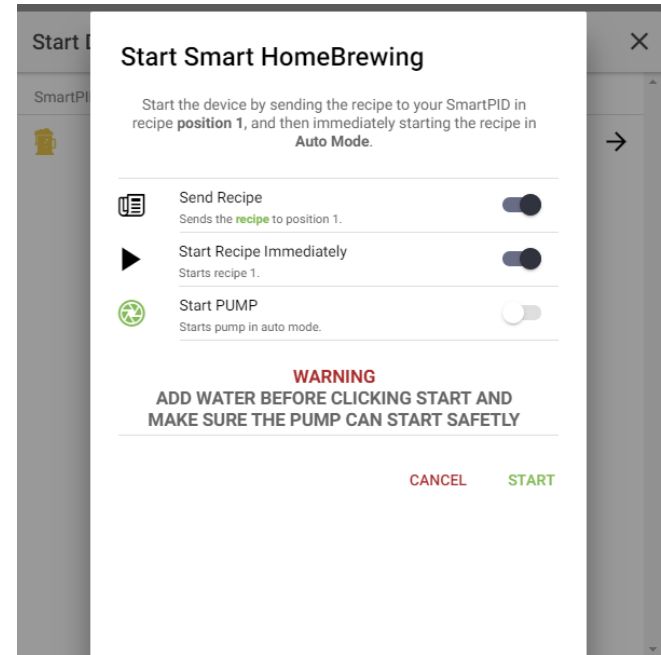 Start
Start Smart HomeBrewing
SmartPI
Start the device by sending the recipe to your SmartPID in
recipe position 1, and then immediately starting the recipe in
Auto Mode.
Send Recipe
Sends the recipe to position 1.
Start Recipe Immediately
Starts recipe 1.
Start PUMP
Starts pump in auto mode.
WARNING
ADD WATER BEFORE CLICKING START AND
MAKE SURE THE PUMP CAN START SAFETLY
CANCEL START